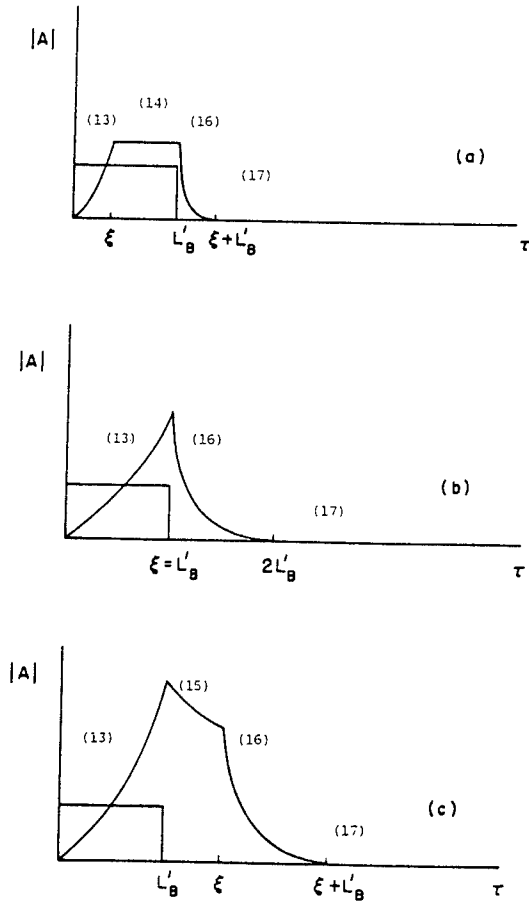 |A|
(14)
(13) (16)
(a)
(17)
ξ L'B ξ+L'B τ
|A|
(13) (16)
(b)
(17)
ξ=L'B 2L'B τ
|A|
(15)
(13) (16)
(c)
(17)
L'B ξ ξ+L'B τ